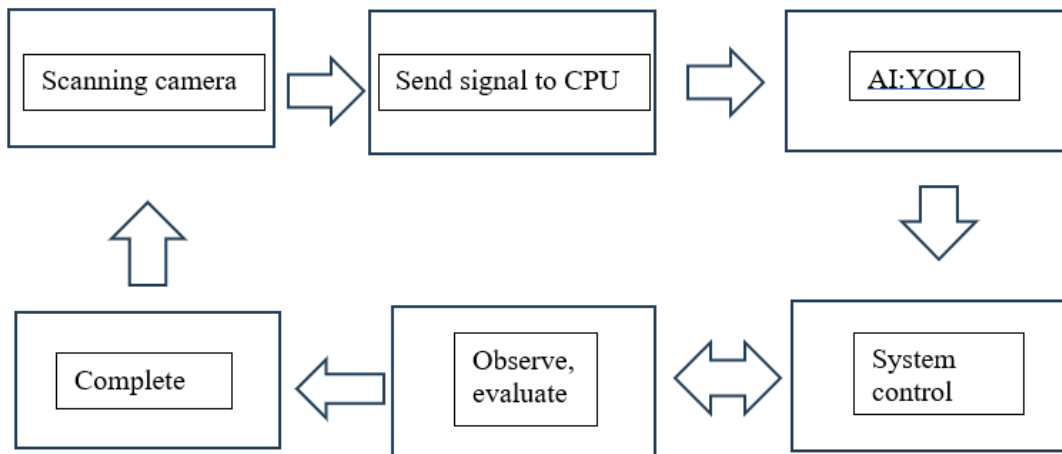 Scanning camera
Send signal to CPU
AI:YOLO
System
control
Observe,
evaluate
Complete